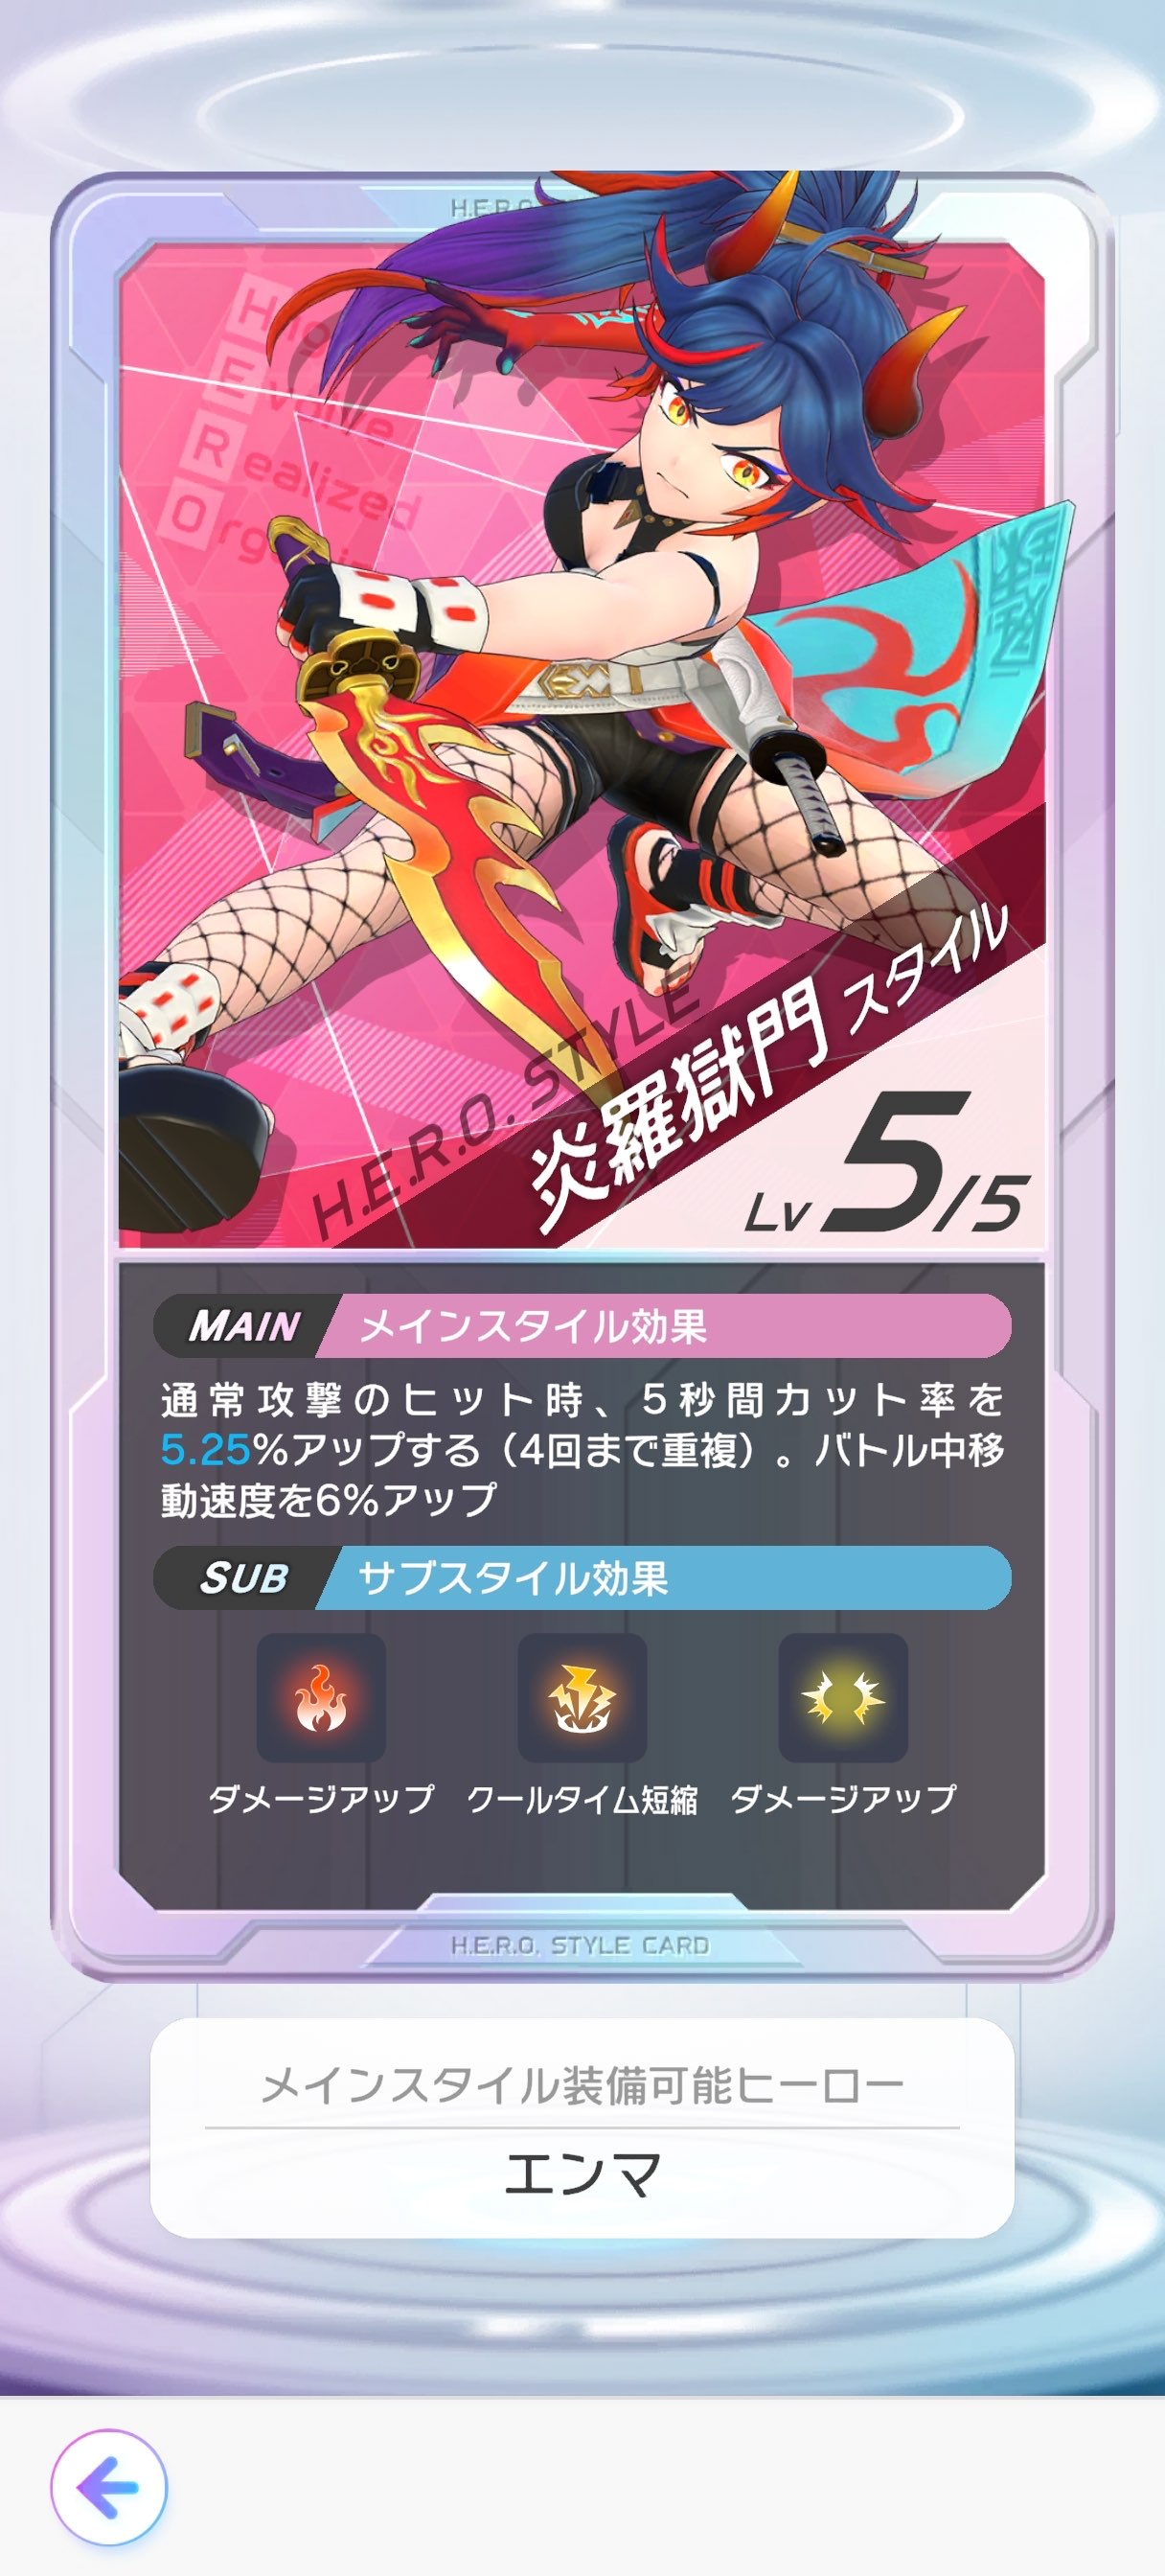 H.E.R.O.
H
E
Realized
O
H.E.R.O. STYLE
炎羅獄門 スタイル
Lv 5/5
MAIN メインスタイル効果
通常攻撃のヒット時、5秒間カット率を
5.25%アップする（4回まで重複）。バトル中移
動速度を6%アップ
SUB サブスタイル効果
ダメージアップ クールタイム短縮 ダメージアップ
H.E.R.O. STYLE CARD
メインスタイル装備可能ヒーロー
エンマ